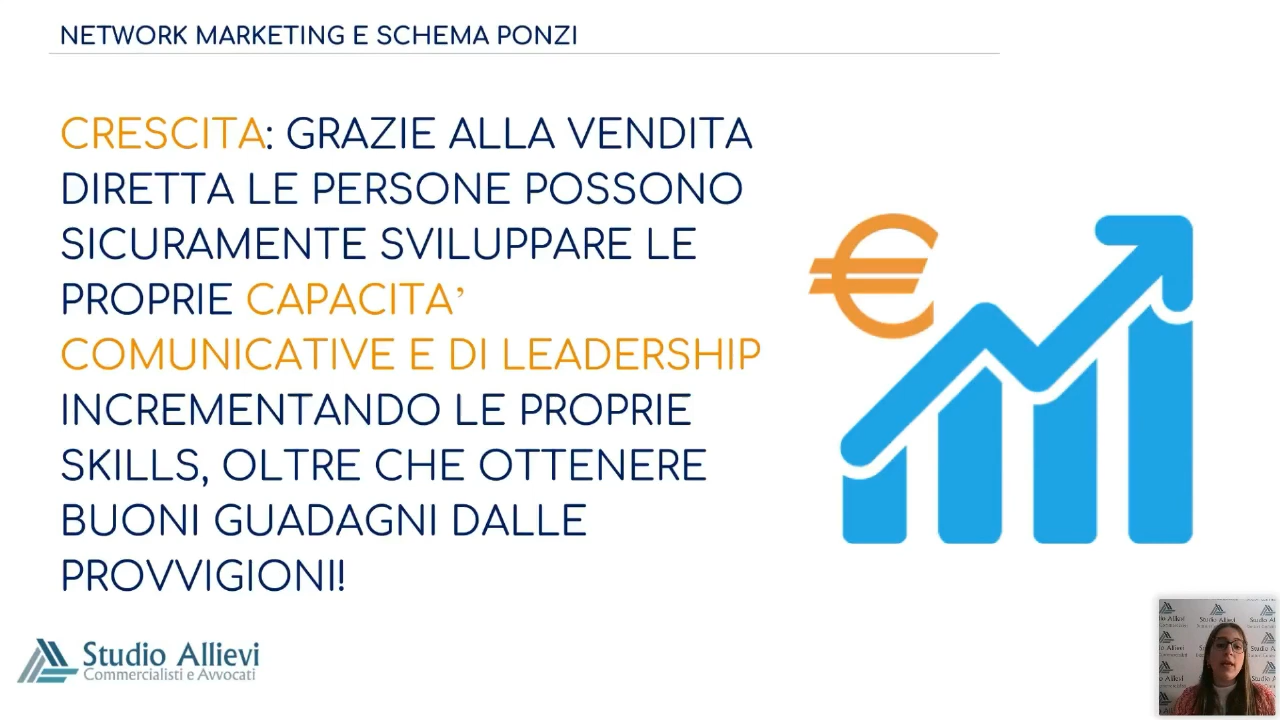 NETWORK MARKETING E SCHEMA PONZI
CRESCITA: GRAZIE ALLA VENDITA
DIRETTA LE PERSONE POSSONO
SICURAMENTE SVILUPPARE LE
PROPRIE CAPACITA’
COMUNICATIVE E DI LEADERSHIP
INCREMENTANDO LE PROPRIE
SKILLS, OLTRE CHE OTTENERE
BUONI GUADAGNI DALLE
PROVVIGIONI!
€
Studio Allievi
Commercialisti e Avvocati